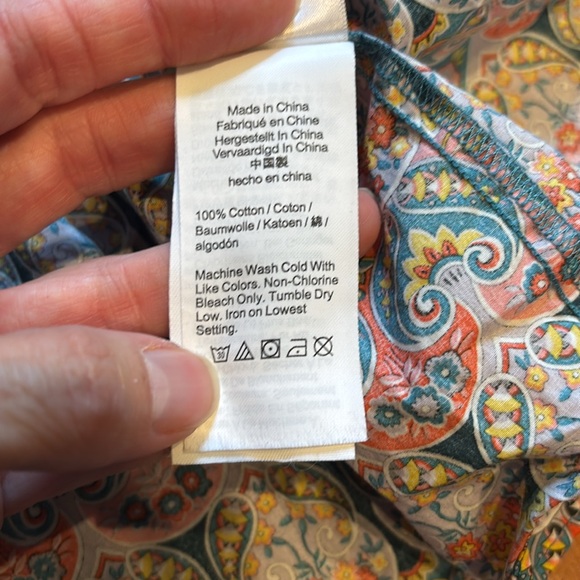 Made in China
Fabriqué en Chine
Hergestellt In China
Vervaardigd In China
中国製
hecho en china
100% Cotton / Coton /
Baumwolle / Katoen / 綿 /
algodón
Machine Wash Cold With
Like Colors. Non-Chlorine
Bleach Only. Tumble Dry
Low. Iron on Lowest
Setting.
30